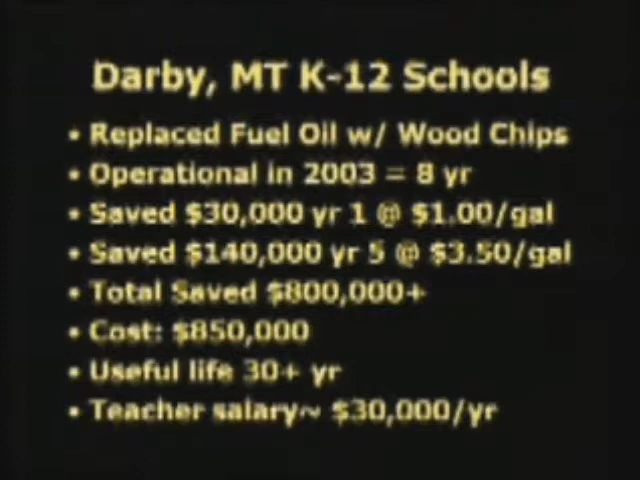 Darby, MT K-12 Schools
• Replaced Fuel Oil w/ Wood Chips
• Operational in 2003 = 8 yr
• Saved $30,000 yr 1 @ $1.00/gal
• Saved $140,000 yr 5 @ $3.50/gal
• Total Saved $800,000+
• Cost: $850,000
• Useful life 30+ yr
• Teacher salary~ $30,000/yr